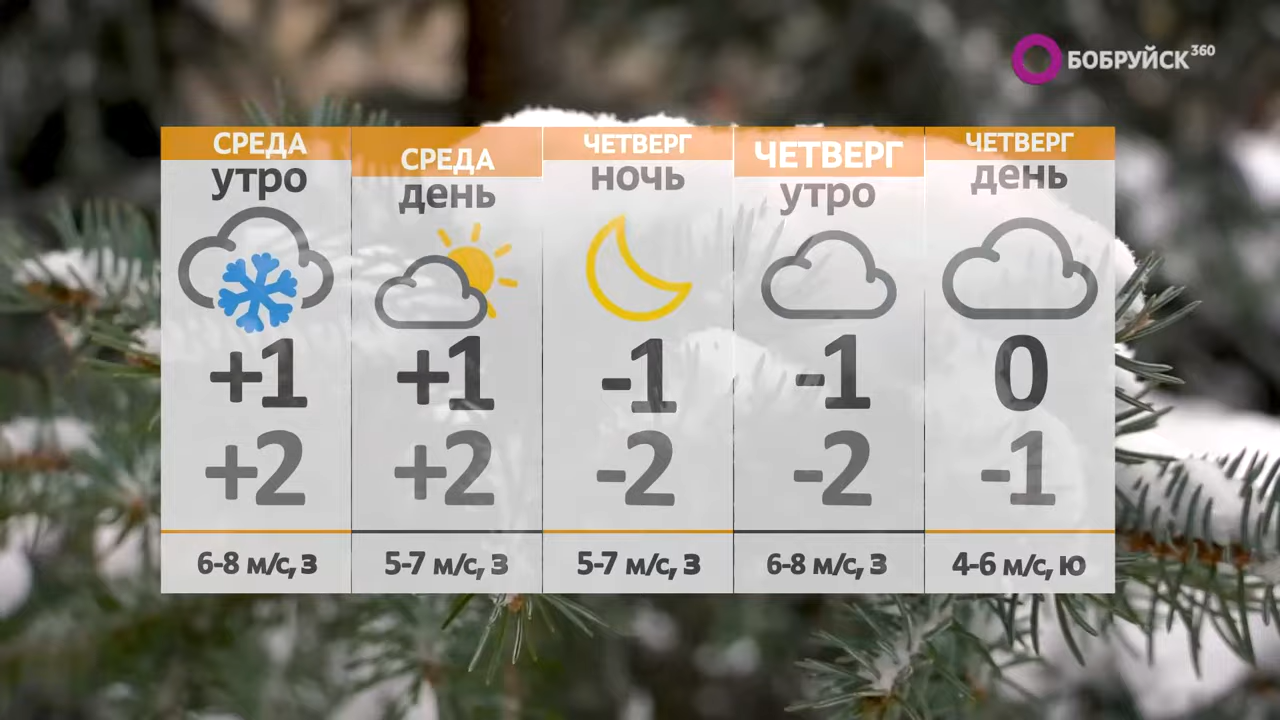 БОБРУЙСК360
СРЕДА
утро
+1
+2
6-8 м/с, З
СРЕДА
день
+1
+2
5-7 м/с, З
ЧЕТВЕРГ
ночь
-1
-2
5-7 м/с, З
ЧЕТВЕРГ
утро
-1
-2
6-8 м/с, З
ЧЕТВЕРГ
день
0
-1
4-6 м/с, Ю